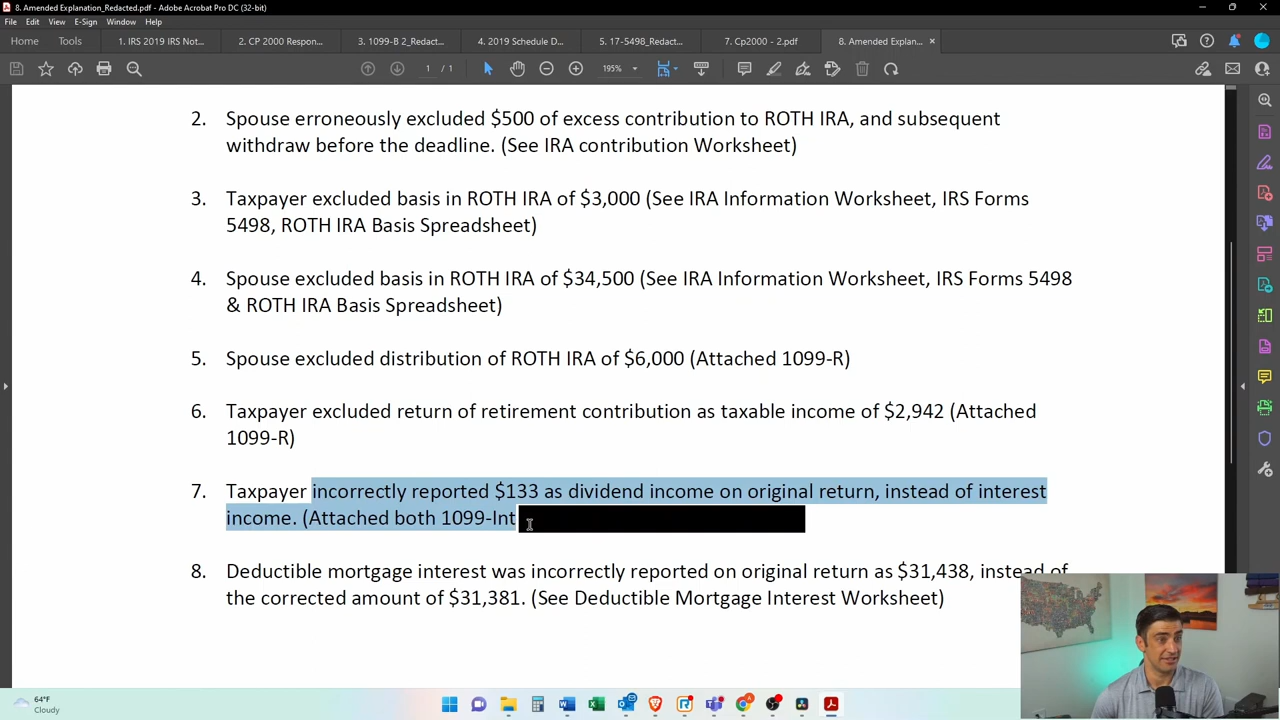 8. Amended Explanation_Redacted.pdf - Adobe Acrobat Pro DC (32-bit)
File Edit View E-Sign Window Help
Home Tools 1. IRS 2019 IRS Not... 2. CP 2000 Respon... 3. 1099-B 2_Redact... 4. 2019 Schedule D... 5. 17-5498_Redact... 7. Cp2000 - 2.pdf 8. Amended Explan...
1 / 1 195%
2. Spouse erroneously excluded $500 of excess contribution to ROTH IRA, and subsequent
withdraw before the deadline. (See IRA contribution Worksheet)
3. Taxpayer excluded basis in ROTH IRA of $3,000 (See IRA Information Worksheet, IRS Forms
5498, ROTH IRA Basis Spreadsheet)
4. Spouse excluded basis in ROTH IRA of $34,500 (See IRA Information Worksheet, IRS Forms 5498
& ROTH IRA Basis Spreadsheet)
5. Spouse excluded distribution of ROTH IRA of $6,000 (Attached 1099-R)
6. Taxpayer excluded return of retirement contribution as taxable income of $2,942 (Attached
1099-R)
7. Taxpayer incorrectly reported $133 as dividend income on original return, instead of interest
income. (Attached both 1099-Int
8. Deductible mortgage interest was incorrectly reported on original return as $31,438, instead of
the corrected amount of $31,381. (See Deductible Mortgage Interest Worksheet)
64°F
Cloudy